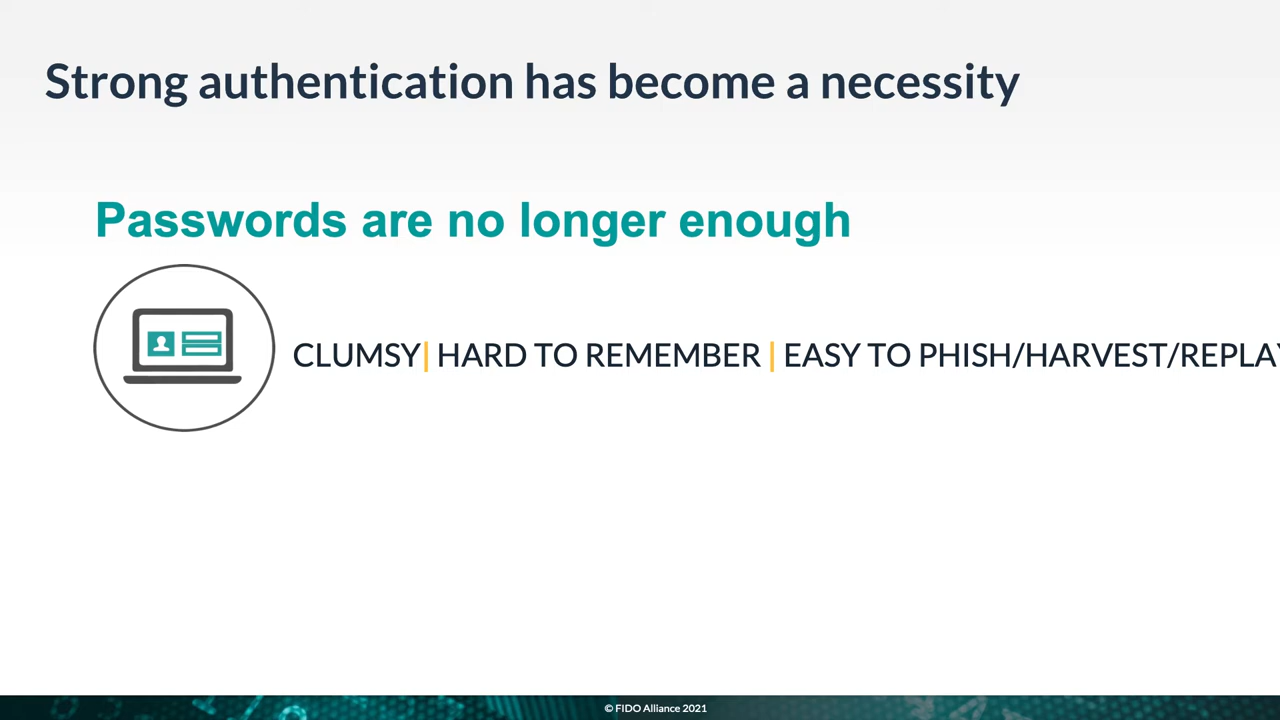 Strong authentication has become a necessity
Passwords are no longer enough
CLUMSY| HARD TO REMEMBER | EASY TO PHISH/HARVEST/REPLAY
© FIDO Alliance 2021